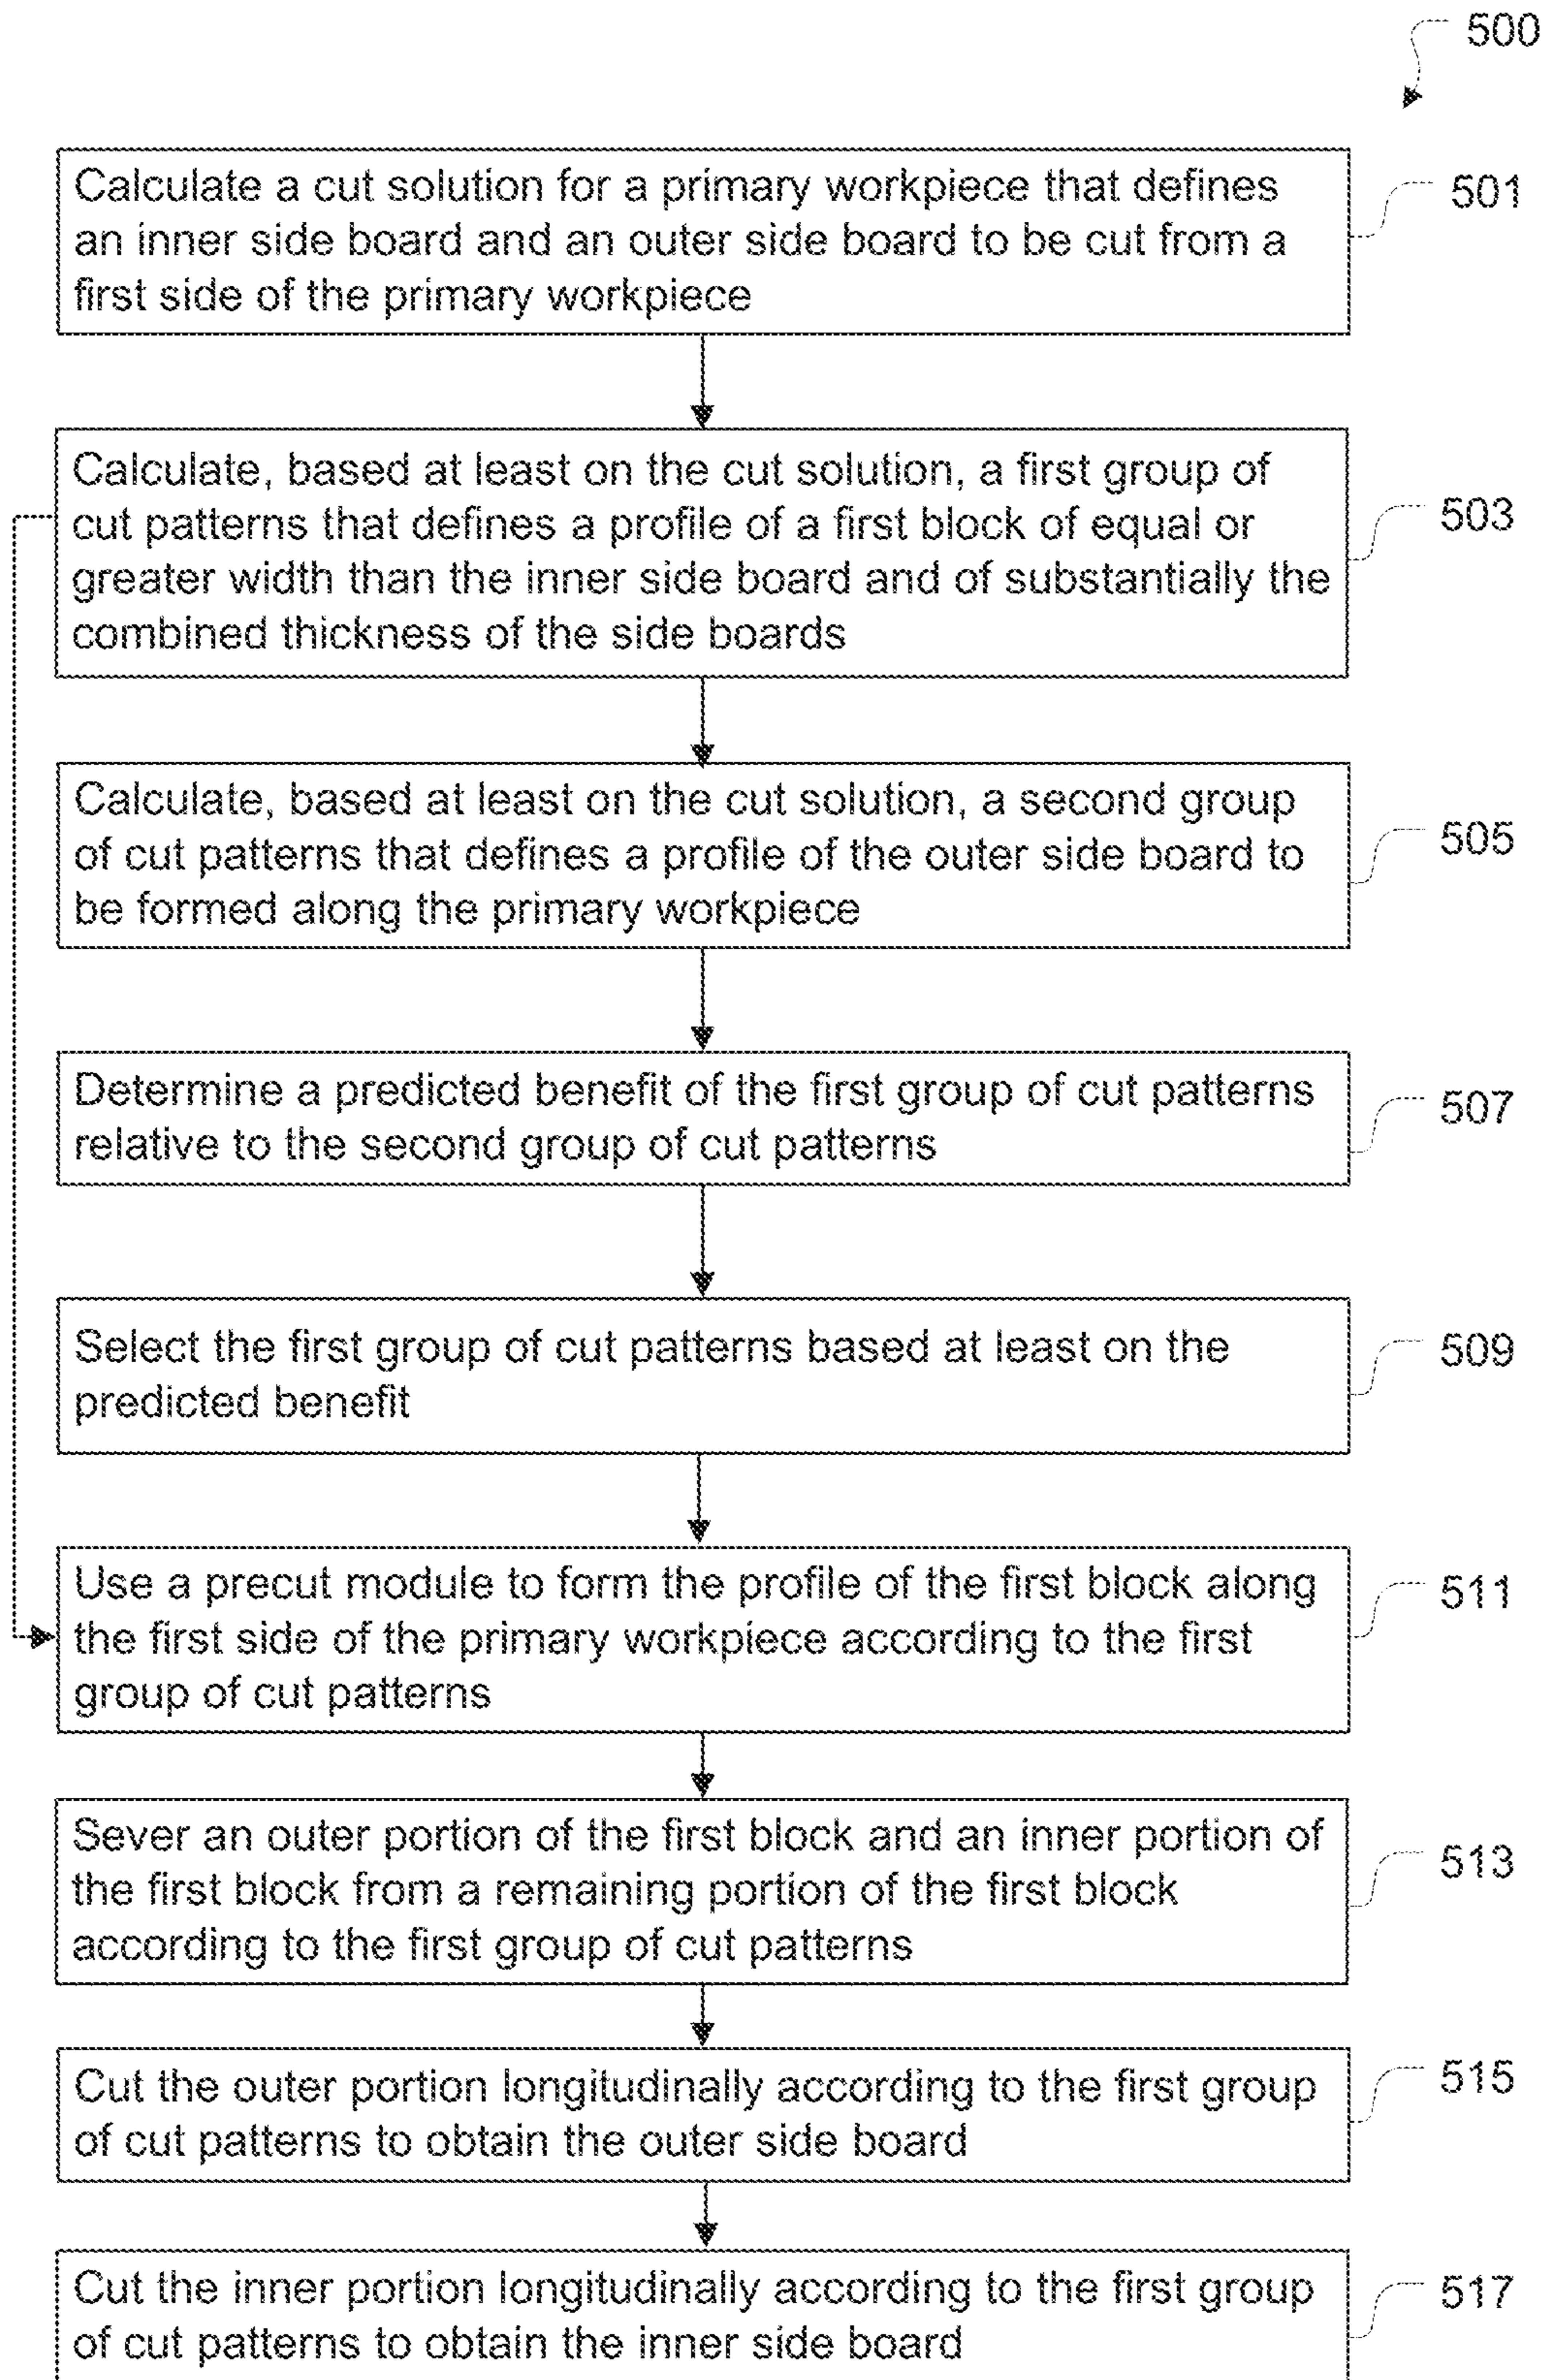 500
Calculate a cut solution for a primary workpiece that defines
an inner side board and an outer side board to be cut from a
first side of the primary workpiece
501
Calculate, based at least on the cut solution, a first group of
cut patterns that defines a profile of a first block of equal or
greater width than the inner side board and of substantially the
combined thickness of the side boards
503
Calculate, based at least on the cut solution, a second group
of cut patterns that defines a profile of the outer side board to
be formed along the primary workpiece
505
Determine a predicted benefit of the first group of cut patterns
relative to the second group of cut patterns
507
Select the first group of cut patterns based at least on the
predicted benefit
509
Use a precut module to form the profile of the first block along
the first side of the primary workpiece according to the first
group of cut patterns
511
Sever an outer portion of the first block and an inner portion of
the first block from a remaining portion of the first block
according to the first group of cut patterns
513
Cut the outer portion longitudinally according to the first group
of cut patterns to obtain the outer side board
515
Cut the inner portion longitudinally according to the first group
of cut patterns to obtain the inner side board
517